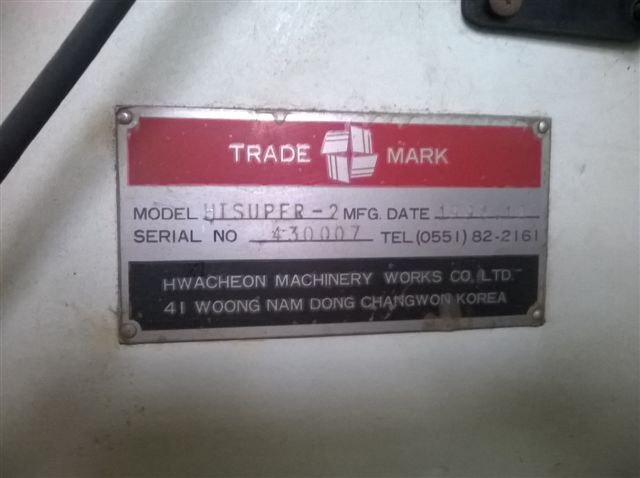 TRADE MARK
MODEL HISUPER-2 MFG. DATE
SERIAL NO 430007 TEL (0551) 82-2161
HWACHEON MACHINERY WORKS CO., LTD.
41 WOONG NAM DONG CHANGWON KOREA